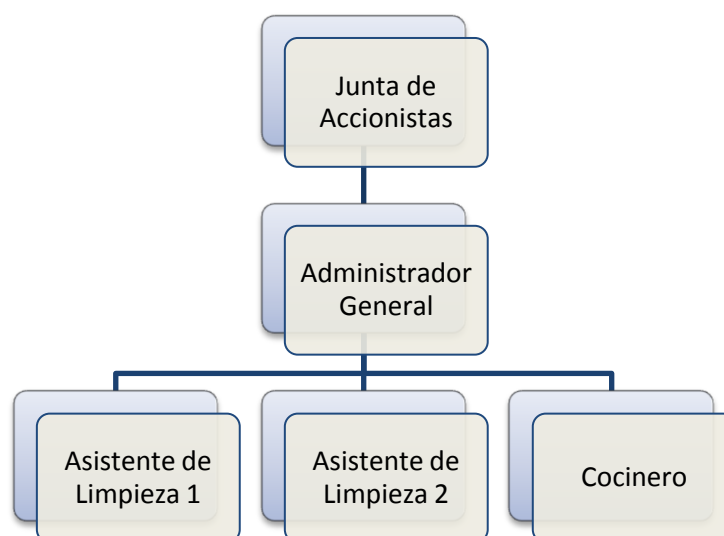 Junta de
Accionistas
Administrador
General
Asistente de
Limpieza 1
Asistente de
Limpieza 2
Cocinero